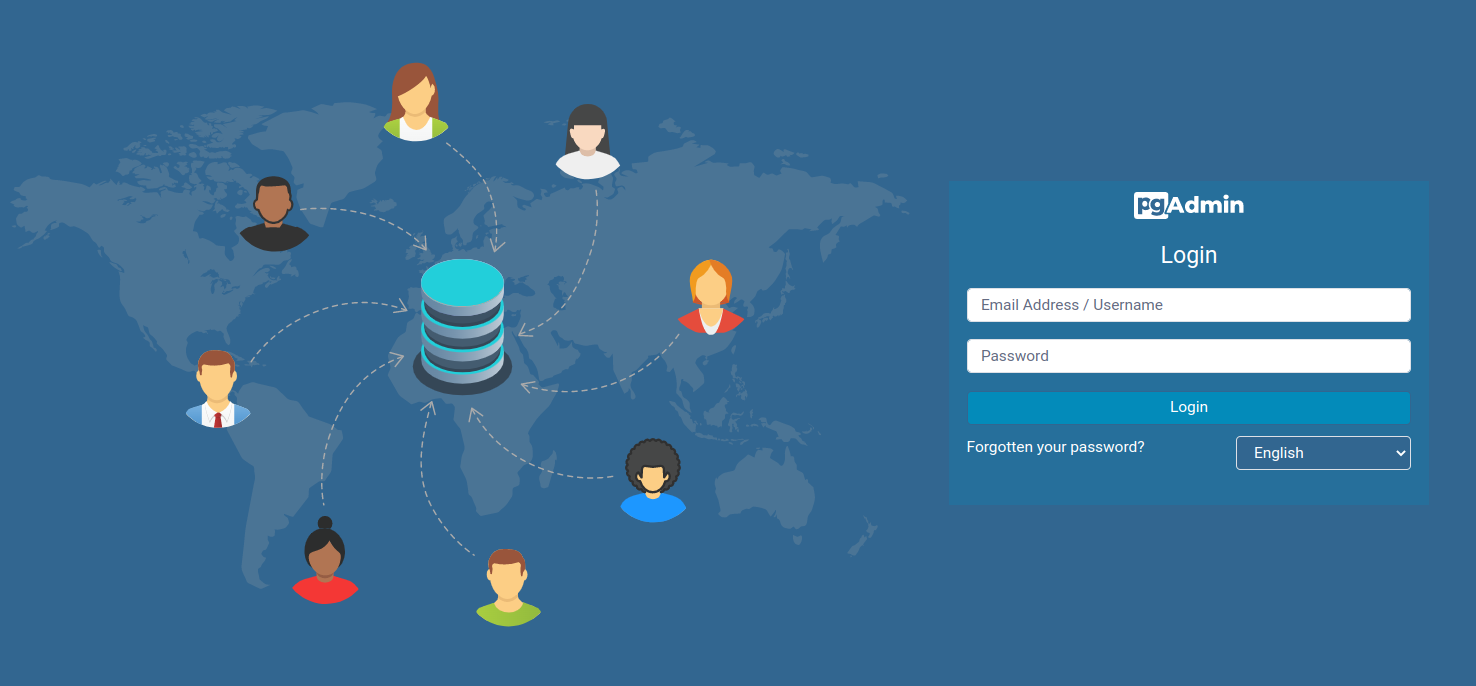 pgAdmin
Login
Email Address / Username
Password
Login
Forgotten your password?
English